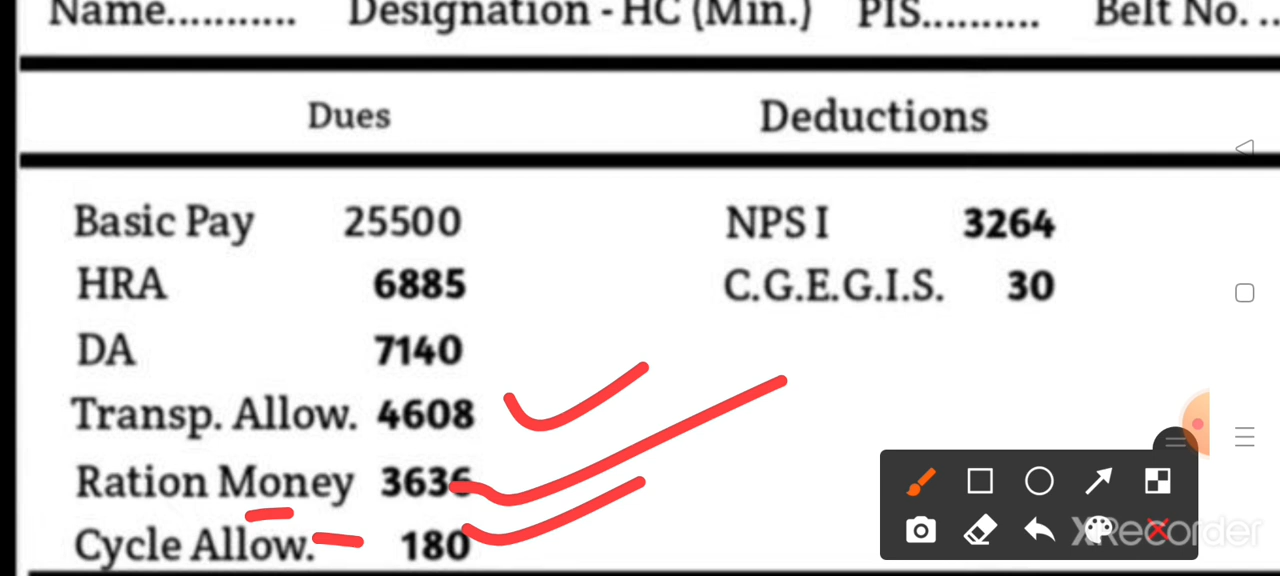 Name........... Designation - HC (Min.) PIS.......... Belt No. ..
Dues Deductions
Basic Pay 25500 NPS I 3264
HRA 6885 C.G.E.G.I.S. 30
DA 7140
Transp. Allow. 4608
Ration Money 3636
Cycle Allow. 180
XRecorder